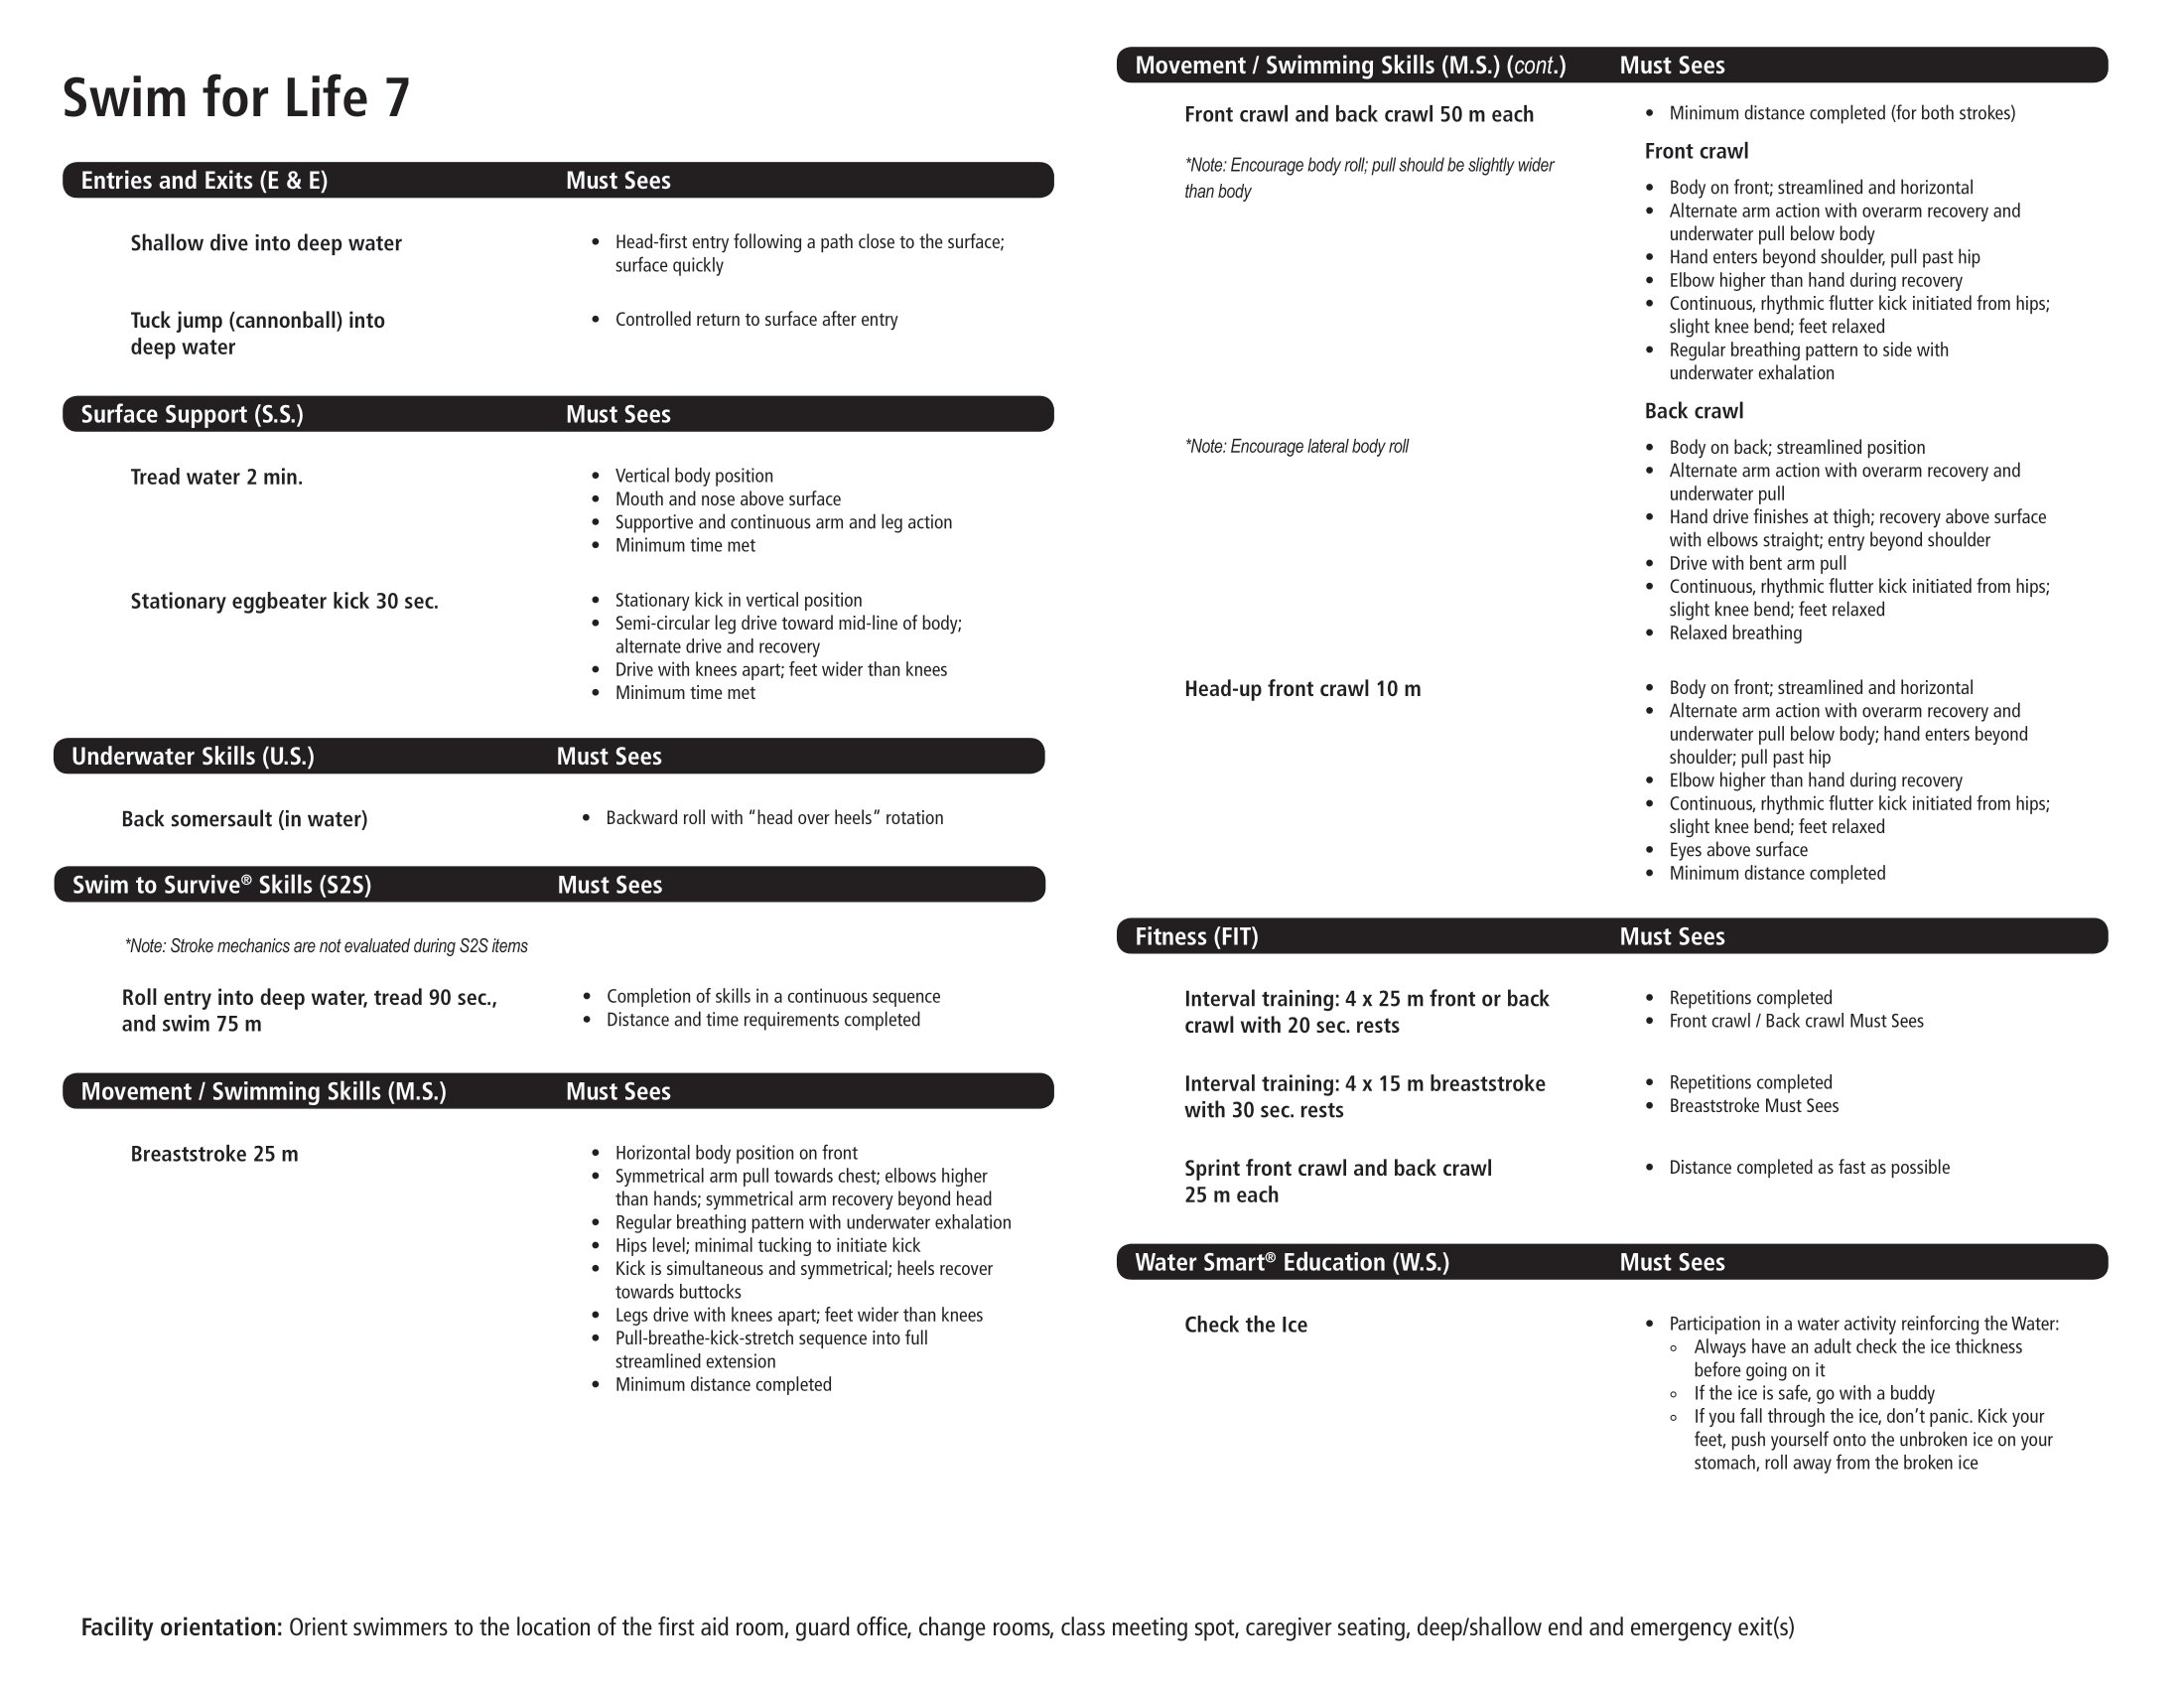 Swim for Life 7
Entries and Exits (E & E) Must Sees
Shallow dive into deep water
• Head-first entry following a path close to the surface;
surface quickly
Tuck jump (cannonball) into
deep water
• Controlled return to surface after entry
Surface Support (S.S.) Must Sees
Tread water 2 min.
• Vertical body position
• Mouth and nose above surface
• Supportive and continuous arm and leg action
• Minimum time met
Stationary eggbeater kick 30 sec.
• Stationary kick in vertical position
• Semi-circular leg drive toward mid-line of body;
alternate drive and recovery
• Drive with knees apart; feet wider than knees
• Minimum time met
Underwater Skills (U.S.) Must Sees
Back somersault (in water)
• Backward roll with “head over heels” rotation
Swim to Survive® Skills (S2S) Must Sees
*Note: Stroke mechanics are not evaluated during S2S items
Roll entry into deep water, tread 90 sec.,
and swim 75 m
• Completion of skills in a continuous sequence
• Distance and time requirements completed
Movement / Swimming Skills (M.S.) Must Sees
Breaststroke 25 m
• Horizontal body position on front
• Symmetrical arm pull towards chest; elbows higher
than hands; symmetrical arm recovery beyond head
• Regular breathing pattern with underwater exhalation
• Hips level; minimal tucking to initiate kick
• Kick is simultaneous and symmetrical; heels recover
towards buttocks
• Legs drive with knees apart; feet wider than knees
• Pull-breathe-kick-stretch sequence into full
streamlined extension
• Minimum distance completed
Movement / Swimming Skills (M.S.) (cont.) Must Sees
Front crawl and back crawl 50 m each
• Minimum distance completed (for both strokes)
*Note: Encourage body roll; pull should be slightly wider
than body
Front crawl
• Body on front; streamlined and horizontal
• Alternate arm action with overarm recovery and
underwater pull below body
• Hand enters beyond shoulder, pull past hip
• Elbow higher than hand during recovery
• Continuous, rhythmic flutter kick initiated from hips;
slight knee bend; feet relaxed
• Regular breathing pattern to side with
underwater exhalation
Back crawl
*Note: Encourage lateral body roll
• Body on back; streamlined position
• Alternate arm action with overarm recovery and
underwater pull
• Hand drive finishes at thigh; recovery above surface
with elbows straight; entry beyond shoulder
• Drive with bent arm pull
• Continuous, rhythmic flutter kick initiated from hips;
slight knee bend; feet relaxed
• Relaxed breathing
Head-up front crawl 10 m
• Body on front; streamlined and horizontal
• Alternate arm action with overarm recovery and
underwater pull below body; hand enters beyond
shoulder; pull past hip
• Elbow higher than hand during recovery
• Continuous, rhythmic flutter kick initiated from hips;
slight knee bend; feet relaxed
• Eyes above surface
• Minimum distance completed
Fitness (FIT) Must Sees
Interval training: 4 x 25 m front or back
crawl with 20 sec. rests
• Repetitions completed
• Front crawl / Back crawl Must Sees
Interval training: 4 x 15 m breaststroke
with 30 sec. rests
• Repetitions completed
• Breaststroke Must Sees
Sprint front crawl and back crawl
25 m each
• Distance completed as fast as possible
Water Smart® Education (W.S.) Must Sees
Check the Ice
• Participation in a water activity reinforcing the Water:
○ Always have an adult check the ice thickness
before going on it
○ If the ice is safe, go with a buddy
○ If you fall through the ice, don’t panic. Kick your
feet, push yourself onto the unbroken ice on your
stomach, roll away from the broken ice
Facility orientation: Orient swimmers to the location of the first aid room, guard office, change rooms, class meeting spot, caregiver seating, deep/shallow end and emergency exit(s)